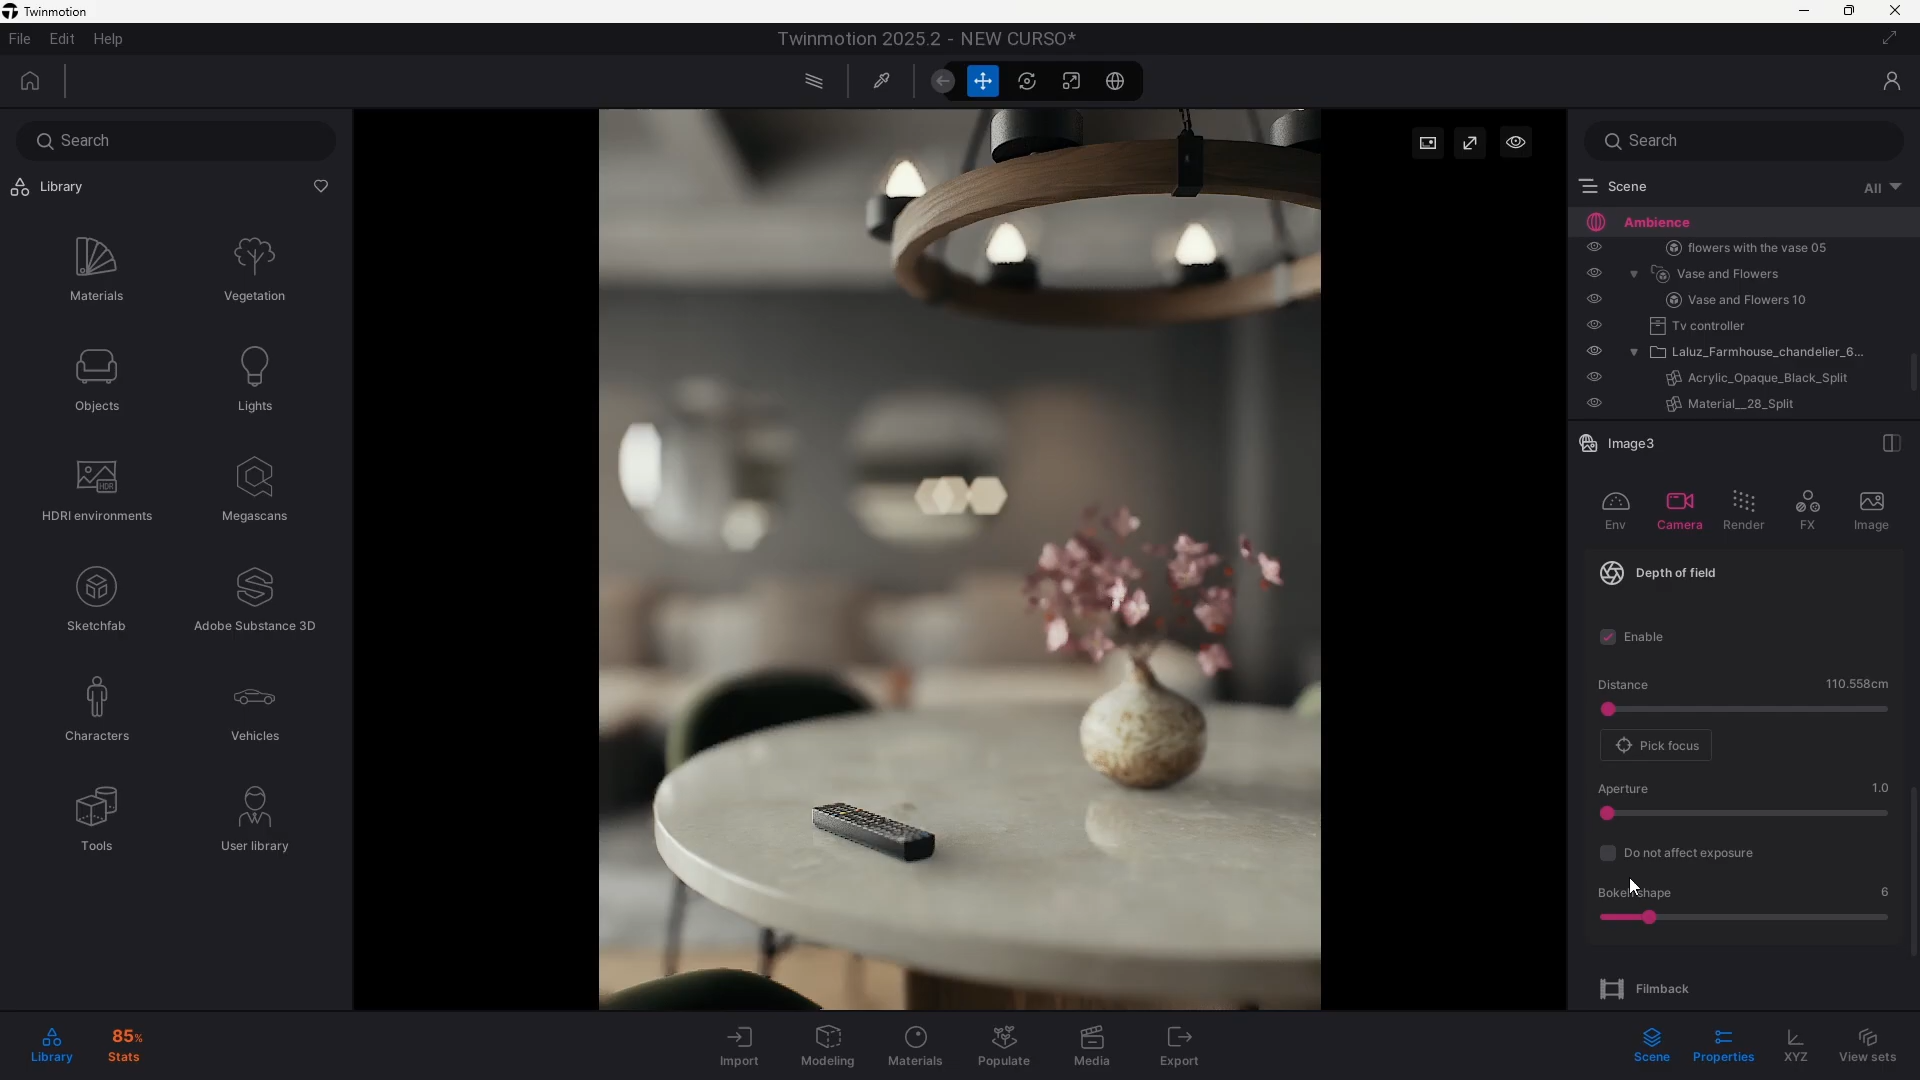 Twinmotion
File Edit Help
Twinmotion 2025.2 - NEW CURSO*
Search
Library
Materials
Vegetation
Objects
Lights
HDR
HDRI environments
Megascans
Sketchfab
Adobe Substance 3D
Characters
Vehicles
Tools
User library
Search
Scene
All
Ambience
flowers with the vase 05
Vase and Flowers
Vase and Flowers 10
Tv controller
Laluz_Farmhouse_chandelier_6...
Acrylic_Opaque_Black_Split
Material__28_Split
Image3
Env
Camera
Render
FX
Image
Depth of field
Enable
Distance 110.558cm
Pick focus
Aperture 1.0
Do not affect exposure
Bokeh shape 6
Filmback
Library
85%
Stats
Import
Modeling
Materials
Populate
Media
Export
Scene
Properties
XYZ
View sets